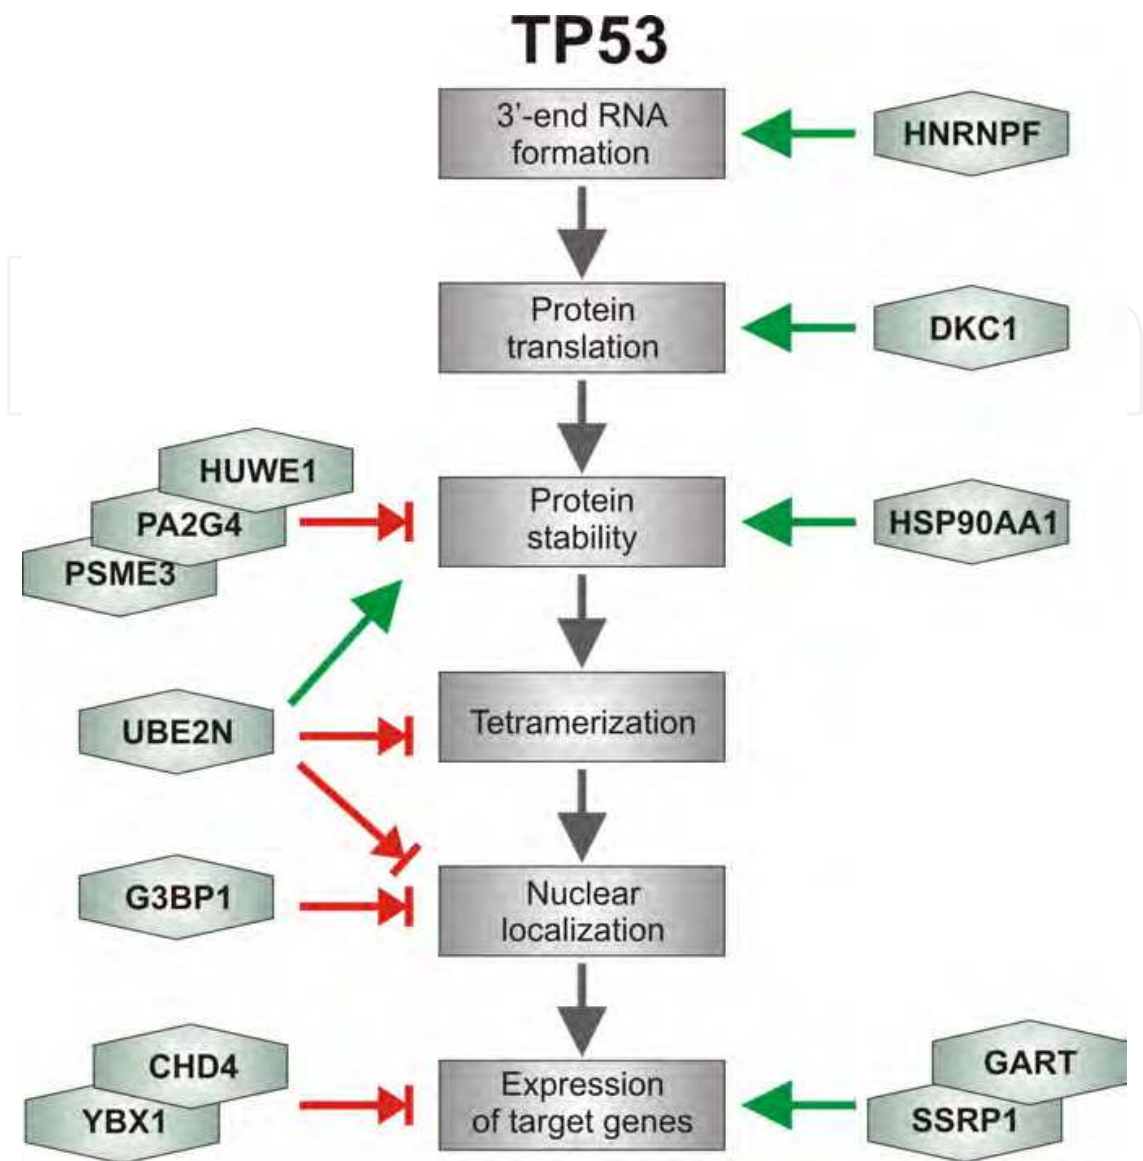 TP53
3'-end RNA
formation
HNRNPF
Protein
translation
DKC1
HUWE1
PA2G4
PSME3
Protein
stability
HSP90AA1
UBE2N
Tetramerization
G3BP1
Nuclear
localization
CHD4
YBX1
Expression
of target genes
GART
SSRP1